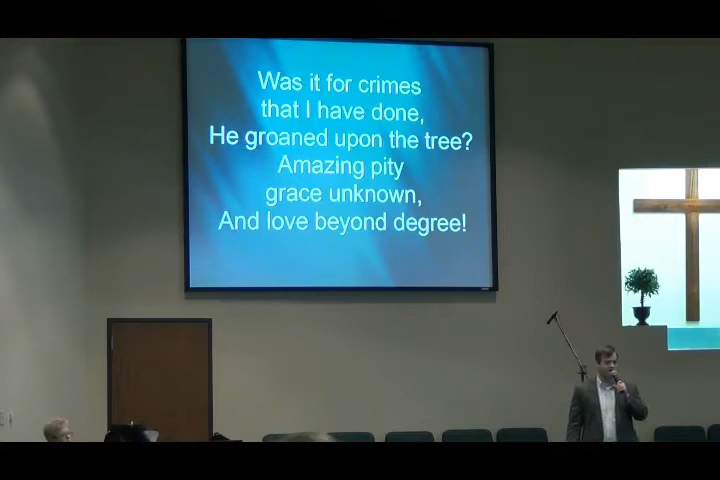 Was it for crimes
that I have done,
He groaned upon the tree?
Amazing pity
grace unknown,
And love beyond degree!